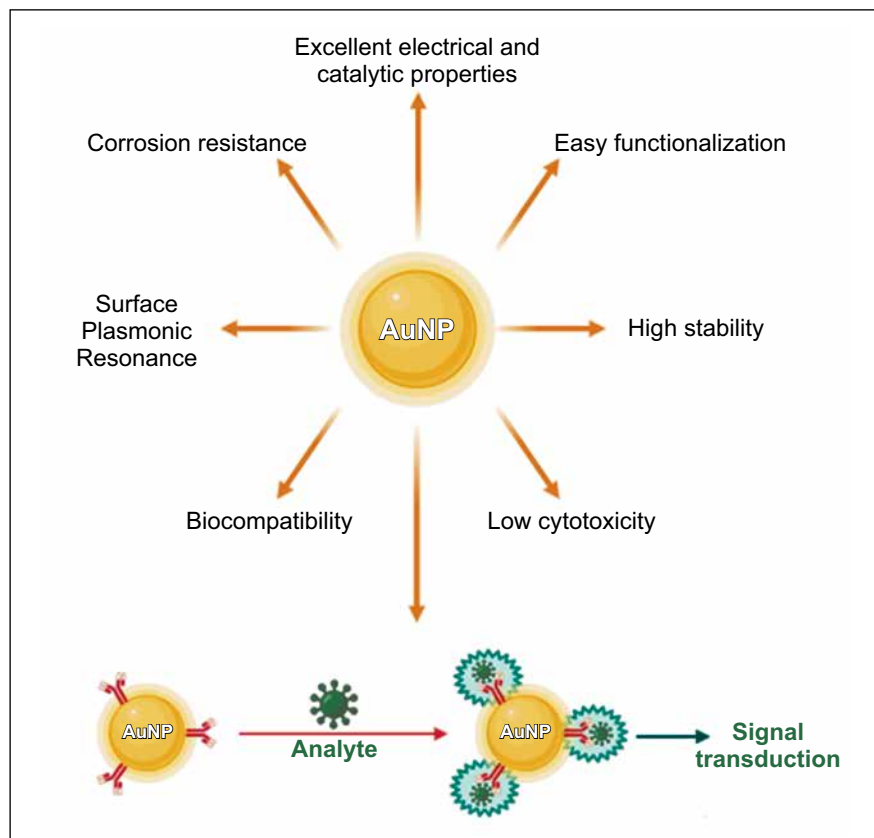 Excellent electrical and
catalytic properties
Corrosion resistance
Easy functionalization
Surface
Plasmonic
Resonance
AuNP
High stability
Biocompatibility
Low cytotoxicity
AuNP
Analyte
AuNP
Signal
transduction